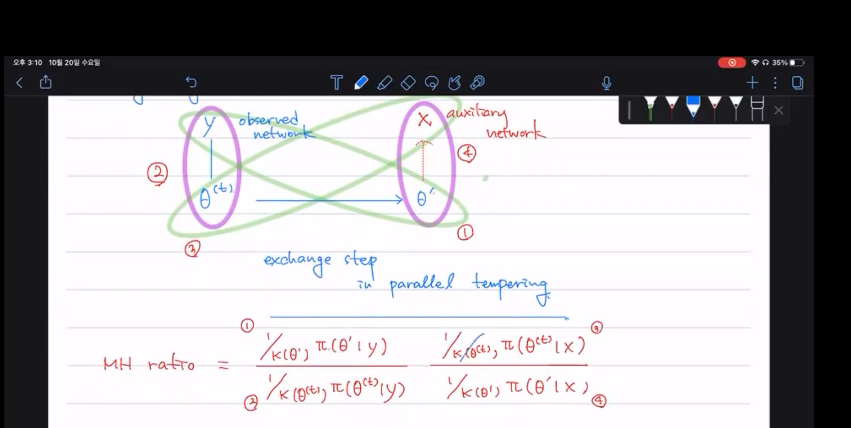 오후 3:10 10월 20일 수요일
35%
y observed network
x auxiliary network
② θ^(t) θ' ④
③ ①
exchange step
in parallel tempering
MH ratio = ① 1/κ(θ') π(θ'|y) / ② 1/κ(θ^(t)) π(θ^(t)|y) · 1/κ(θ^(t)) π(θ^(t)|x) ③ / 1/κ(θ') π(θ'|x) ④